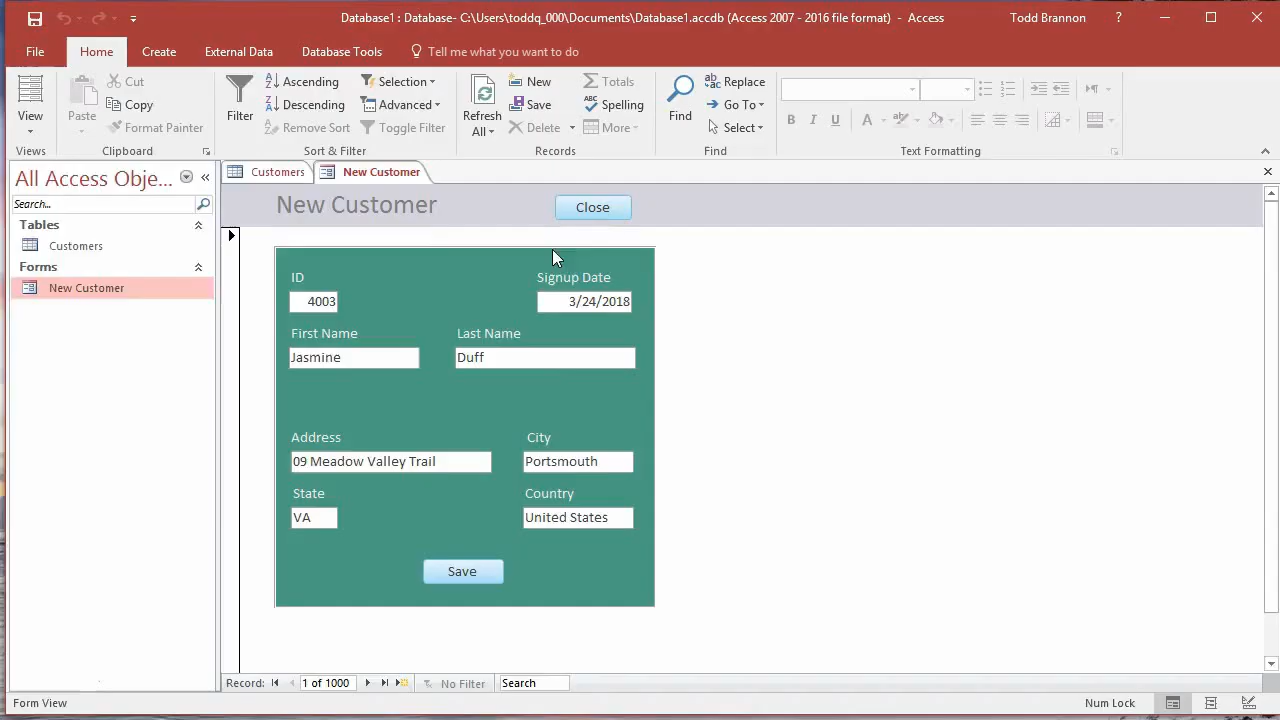 Database1 : Database- C:\Users\toddq_000\Documents\Database1.accdb (Access 2007 - 2016 file format) - Access
Todd Brannon
?
File Home Create External Data Database Tools Tell me what you want to do
View
Views
Paste
Cut
Copy
Format Painter
Clipboard
Filter
Ascending
Descending
Remove Sort
Selection
Advanced
Toggle Filter
Sort & Filter
Refresh
All
New
Save
Delete
Totals
Spelling
More
Records
Find
Replace
Go To
Select
Find
B I U A
Text Formatting
All Access Obje...
Search...
Tables
Customers
Forms
New Customer
Customers
New Customer
New Customer
Close
ID
Signup Date
4003
3/24/2018
First Name
Last Name
Jasmine
Duff
Address
City
09 Meadow Valley Trail
Portsmouth
State
Country
VA
United States
Save
Record: 1 of 1000 No Filter Search
Form View
Num Lock